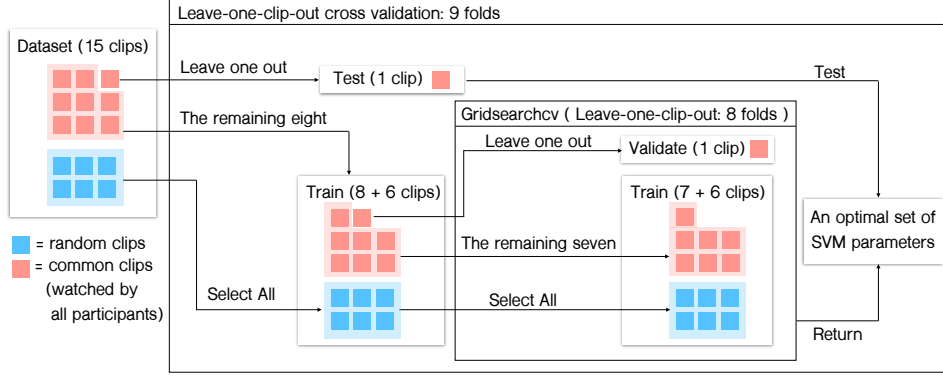 Leave-one-clip-out cross validation: 9 folds
Dataset (15 clips)
Leave one out
Test (1 clip)
Test
The remaining eight
Gridsearchcv ( Leave-one-clip-out: 8 folds )
Leave one out
Validate (1 clip)
Train (8 + 6 clips)
Train (7 + 6 clips)
An optimal set of
SVM parameters
= random clips
= common clips
(watched by
all participants)
The remaining seven
Select All
Select All
Return